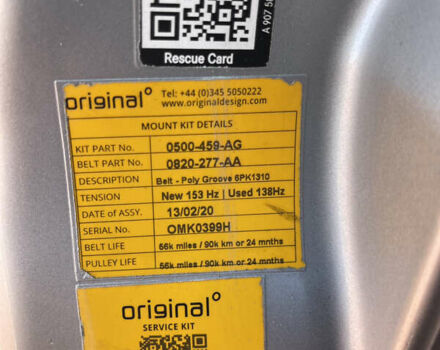 Rescue Card
A 907 58
original°
Tel: +44 (0)345 5050222
www.originaldesign.com
MOUNT KIT DETAILS
KIT PART No. 0500-459-AG
BELT PART No. 0820-277-AA
DESCRIPTION Belt - Poly Groove 6PK1310
TENSION New 153 Hz | Used 138Hz
DATE of ASSY. 13/02/20
SERIAL No. OMK0399H
BELT LIFE 56k miles / 90k km or 24 mnths
PULLEY LIFE 56k miles / 90k km or 24 mnths
original°
SERVICE KIT